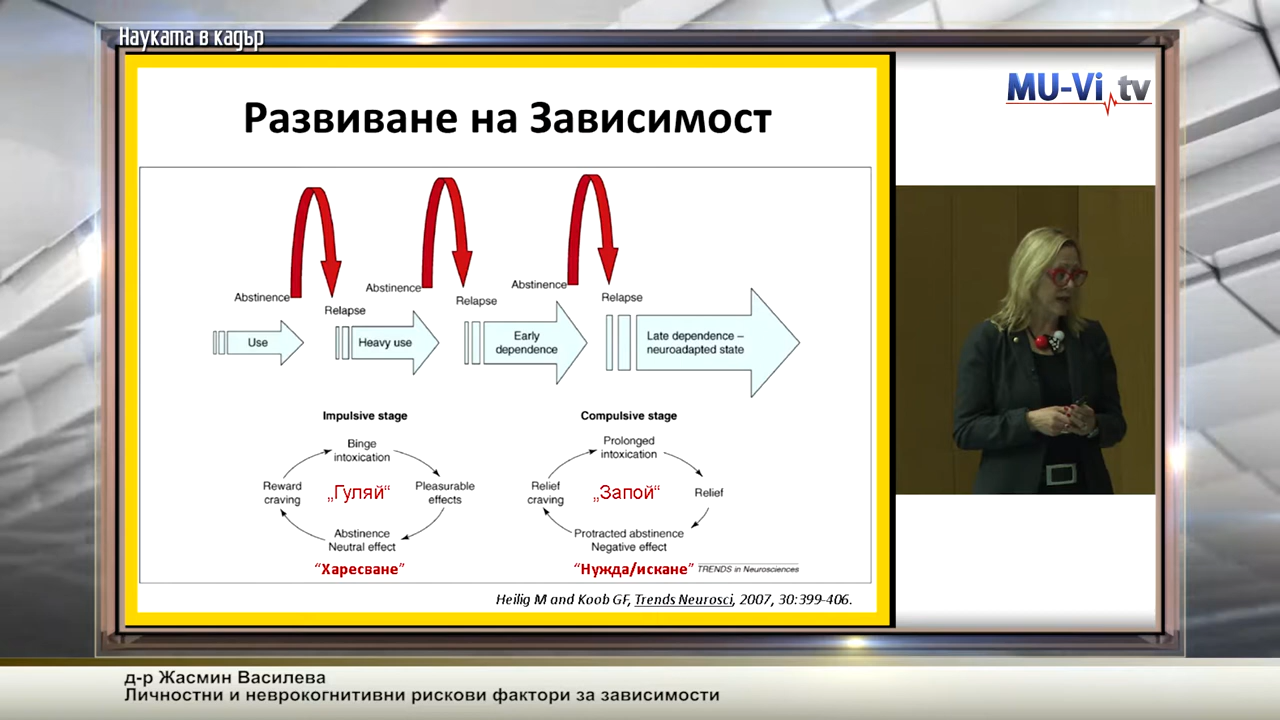 Науката в кадър
MU-Vi.tv
Развиване на Зависимост
Abstinence
Relapse
Abstinence
Relapse
Abstinence
Relapse
Use
Heavy use
Early
dependence
Late dependence –
neuroadapted state
Impulsive stage
Binge
intoxication
Reward
craving
„Гуляй“
Pleasurable
effects
Abstinence
Neutral effect
“Харесване”
Compulsive stage
Prolonged
intoxication
Relief
craving
„Запой“
Relief
Protracted abstinence
Negative effect
“Нужда/искане”
TRENDS in Neurosciences
Heilig M and Koob GF, Trends Neurosci, 2007, 30:399-406.
д-р Жасмин Василева
Личностни и неврокогнитивни рискови фактори за зависимости